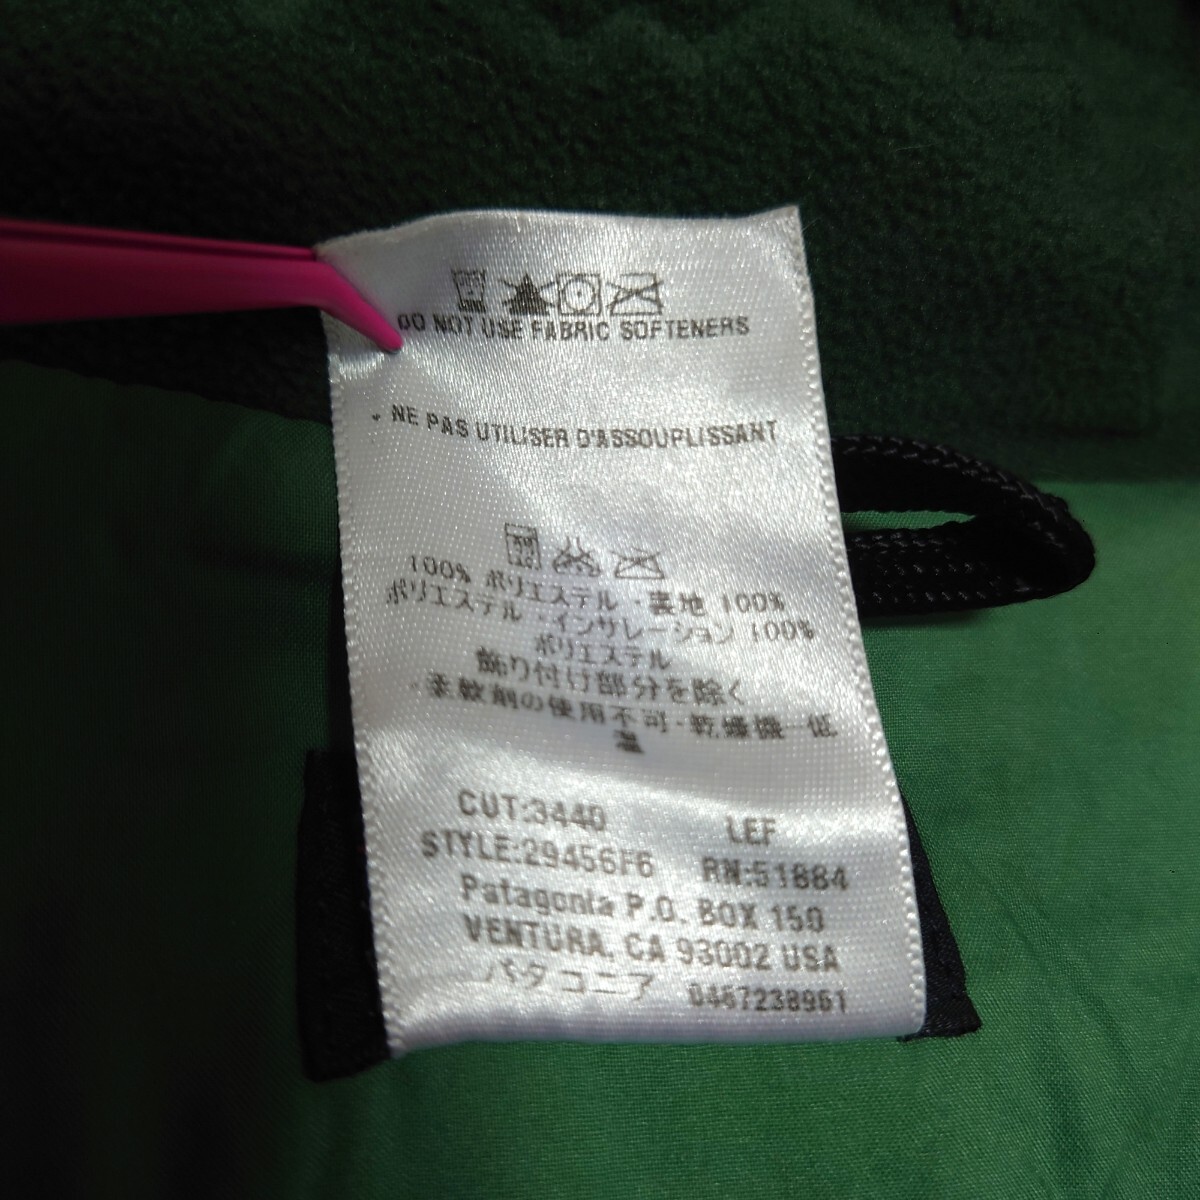 DO NOT USE FABRIC SOFTENERS
NE PAS UTILISER D'ASSOUPLISSANT
100% ポリエステル・裏地 100%
ポリエステル・インサレーション 100%
ポリエステル
飾り付け部分を除く
・柔軟剤の使用不可・乾燥機－低
温
CUT:3440 LEF
STYLE:29456F6 RN:51884
Patagonia P.O. BOX 150
VENTURA, CA 93002 USA
パタゴニア 0467238961